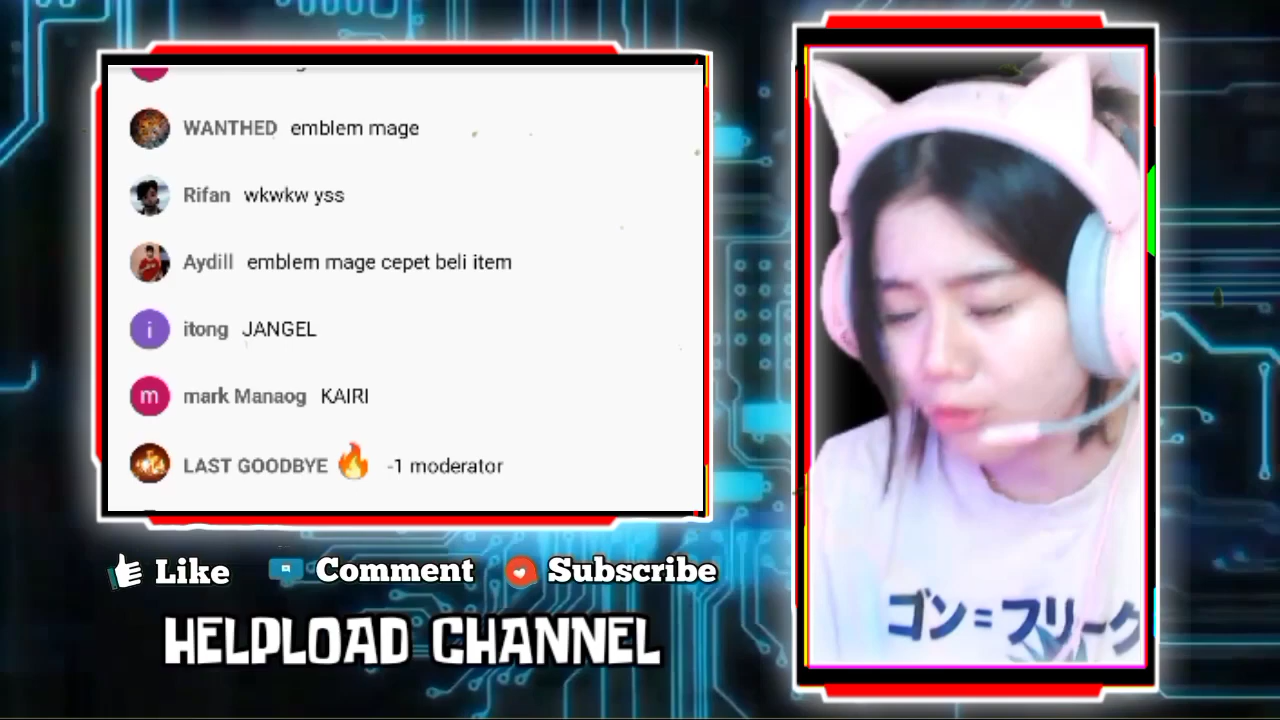 WANTHED emblem mage
Rifan wkwkw yss
Aydill emblem mage cepet beli item
i itong JANGEL
m mark Manaog KAIRI
LAST GOODBYE 🔥 -1 moderator
Like Comment Subscribe
HELPLOAD CHANNEL
ゴン=フリーク